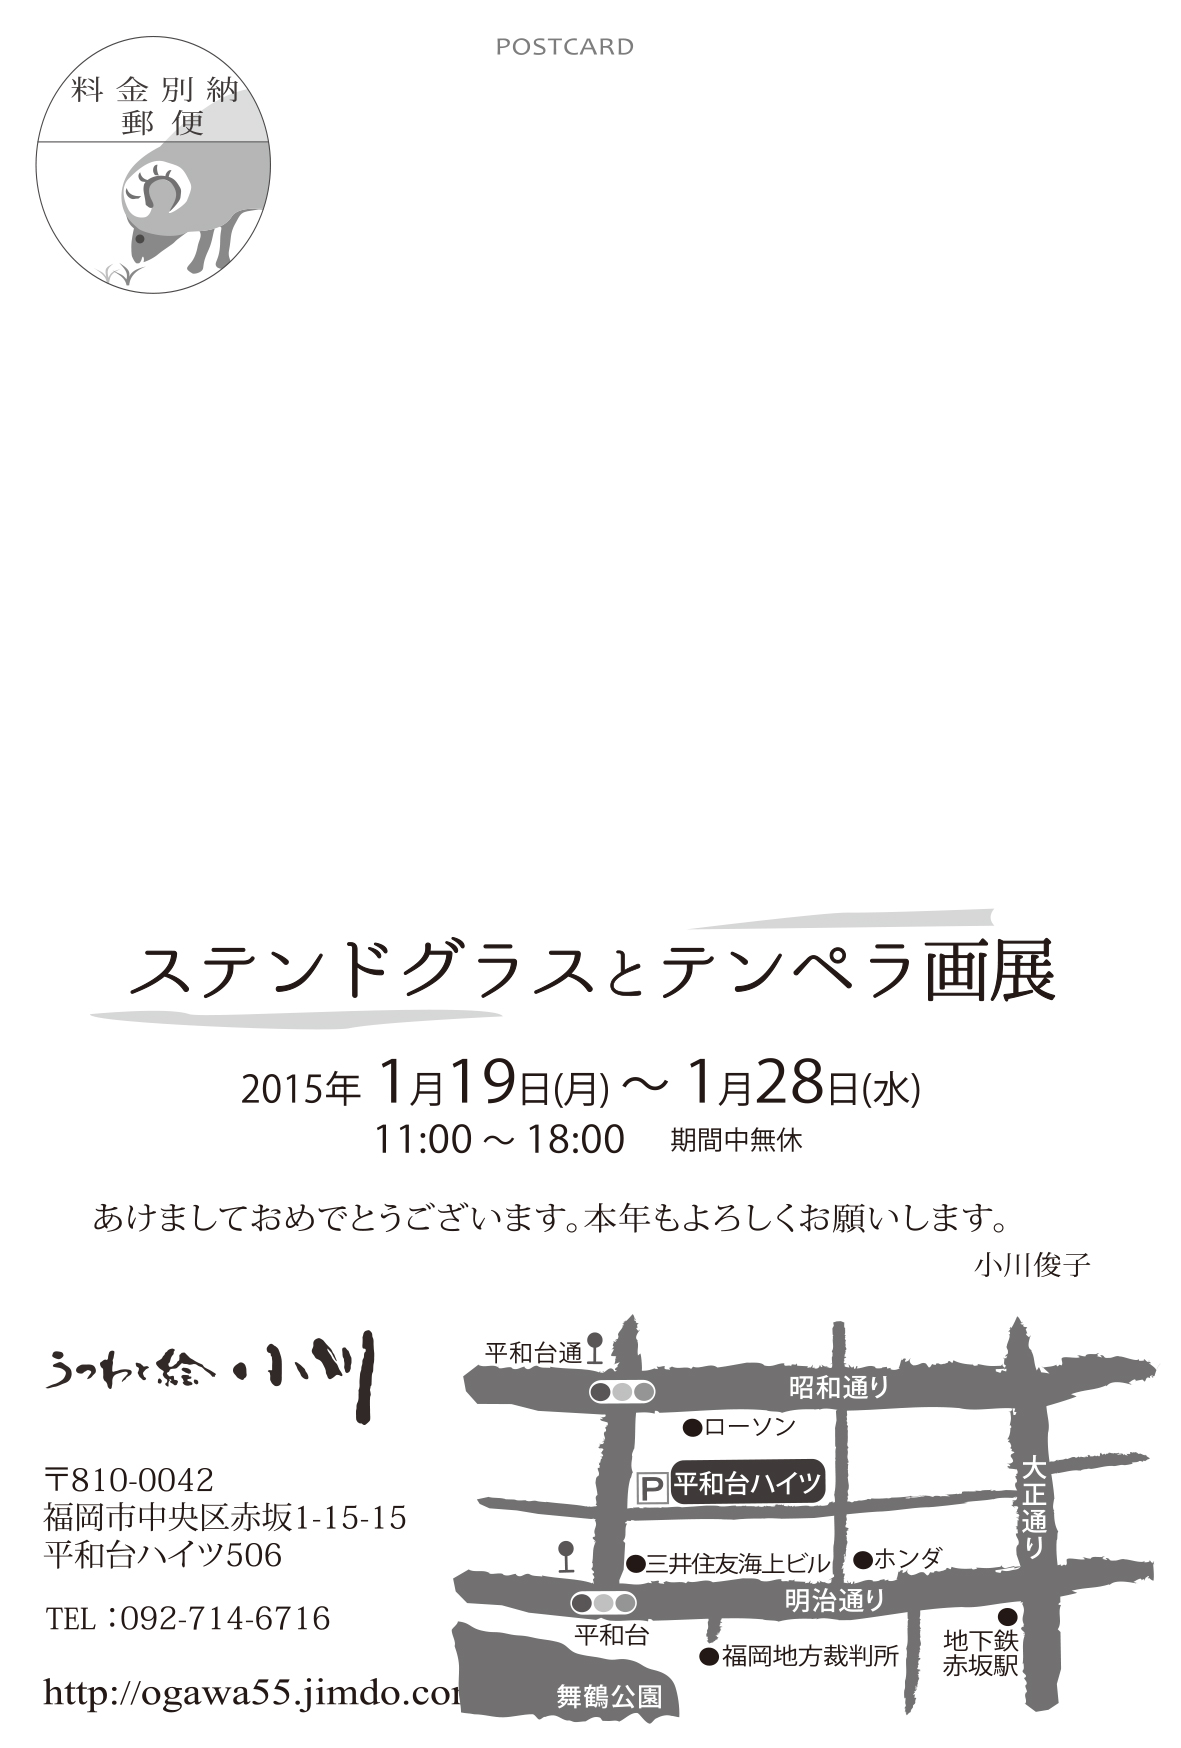 POSTCARD
料金別納
郵便
ステンドグラスとテンペラ画展
2015年 1月19日(月)～1月28日(水)
11:00～18:00 期間中無休
あけましておめでとうございます。本年もよろしくお願いします。
小川俊子
うつわと絵・小川
〒810-0042
福岡市中央区赤坂1-15-15
平和台ハイツ506
TEL：092-714-6716
http://ogawa55.jimdo.co
平和台通
昭和通り
ローソン
P 平和台ハイツ
大正通り
三井住友海上ビル
ホンダ
明治通り
平和台
福岡地方裁判所
地下鉄
赤坂駅
舞鶴公園